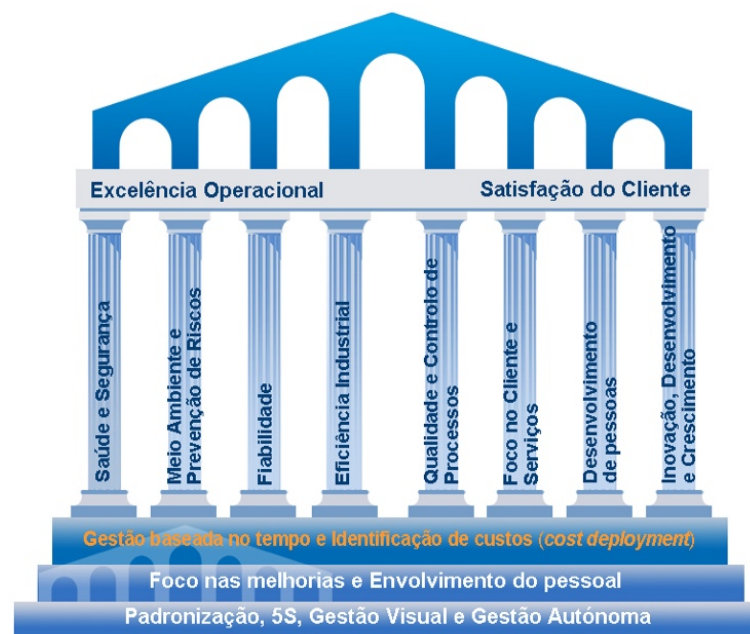 Excelência Operacional
Satisfação do Cliente
Saúde e Segurança
Meio Ambiente e
Prevenção de Riscos
Fiabilidade
Eficiência Industrial
Qualidade e Controlo de
Processos
Foco no Cliente e
Serviços
Desenvolvimento
de pessoas
Inovação, Desenvolvimento
e Crescimento
Gestão baseada no tempo e Identificação de custos (cost deployment)
Foco nas melhorias e Envolvimento do pessoal
Padronização, 5S, Gestão Visual e Gestão Autónoma